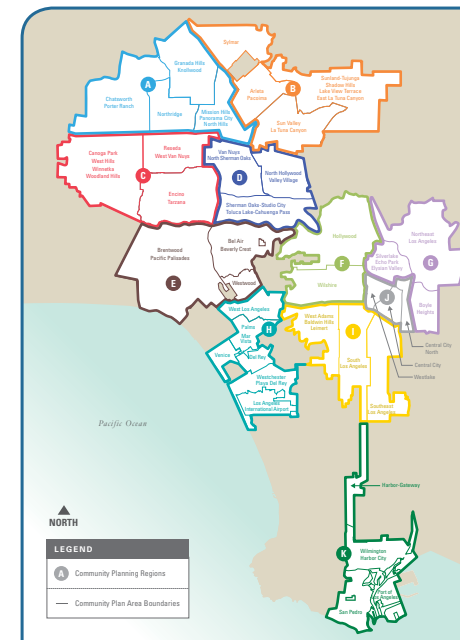 Sylmar
Granada Hills
Knollwood
A
Chatsworth
Porter Ranch
Northridge
Mission Hills
Panorama City
North Hills
Arleta
Pacoima
B
Sunland-Tujunga
Shadow Hills
Lake View Terrace
East La Tuna Canyon
Sun Valley
La Tuna Canyon
Canoga Park
West Hills
Winnetka
Woodland Hills
Reseda
West Van Nuys
C
Encino
Tarzana
Van Nuys
North Sherman Oaks
D
North Hollywood
Valley Village
Sherman Oaks-Studio City
Toluca Lake-Cahuenga Pass
Brentwood
Pacific Palisades
Bel Air
Beverly Crest
E
Westwood
Hollywood
F
Wilshire
Northeast
Los Angeles
Silverlake
Echo Park
Elysian Valley
G
Boyle
Heights
J
Central City
North
Central City
Westlake
West Los Angeles
H
Palms
Mar
Vista
Venice
Del Rey
Westchester
Playa Del Rey
Los Angeles
International Airport
West Adams
Baldwin Hills
Leimert
I
South
Los Angeles
Southeast
Los Angeles
Pacific Ocean
Harbor-Gateway
K
Wilmington
Harbor City
Port of
Los Angeles
San Pedro
NORTH
LEGEND
A Community Planning Regions
Community Plan Area Boundaries